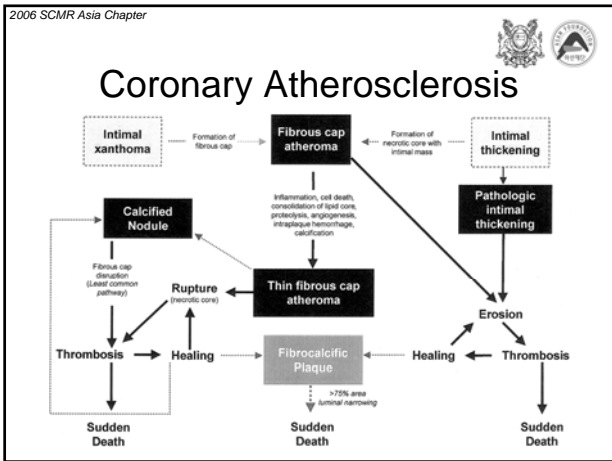 2006 SCMR Asia Chapter
Coronary Atherosclerosis
Intimal
xanthoma
Formation of
fibrous cap
Fibrous cap
atheroma
Formation of
necrotic core with
intimal mass
Intimal
thickening
Inflammation, cell death,
consolidation of lipid core,
proteolysis, angiogenesis,
intraplaque hemorrhage,
calcification
Calcified
Nodule
Pathologic
intimal
thickening
Fibrous cap
disruption
(Least common
pathway)
Rupture
(necrotic core)
Thin fibrous cap
atheroma
Erosion
Thrombosis
Healing
Fibrocalcific
Plaque
Healing
Thrombosis
>75% area
luminal narrowing
Sudden
Death
Sudden
Death
Sudden
Death